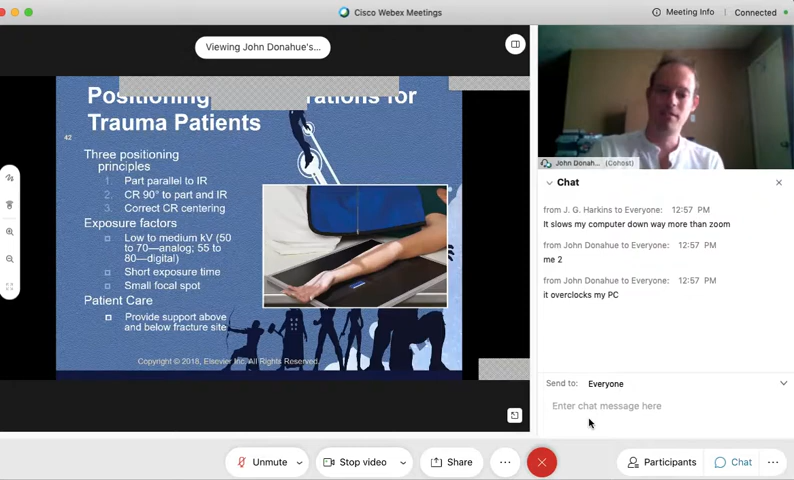 Cisco Webex Meetings
Meeting Info
Connected
Viewing John Donahue's...
Positioning rations for
Trauma Patients
42
Three positioning
principles
1. Part parallel to IR
2. CR 90° to part and IR
3. Correct CR centering
Exposure factors
Low to medium kV (50
to 70—analog; 55 to
80—digital)
Short exposure time
Small focal spot
Patient Care
Provide support above
and below fracture site
Copyright © 2018, Elsevier Inc. All Rights Reserved.
John Donah... (Cohost)
Chat
from J. G. Harkins to Everyone: 12:57 PM
It slows my computer down way more than zoom
from John Donahue to Everyone: 12:57 PM
me 2
from John Donahue to Everyone: 12:57 PM
it overclocks my PC
Send to: Everyone
Enter chat message here
Unmute
Stop video
Share
Participants
Chat